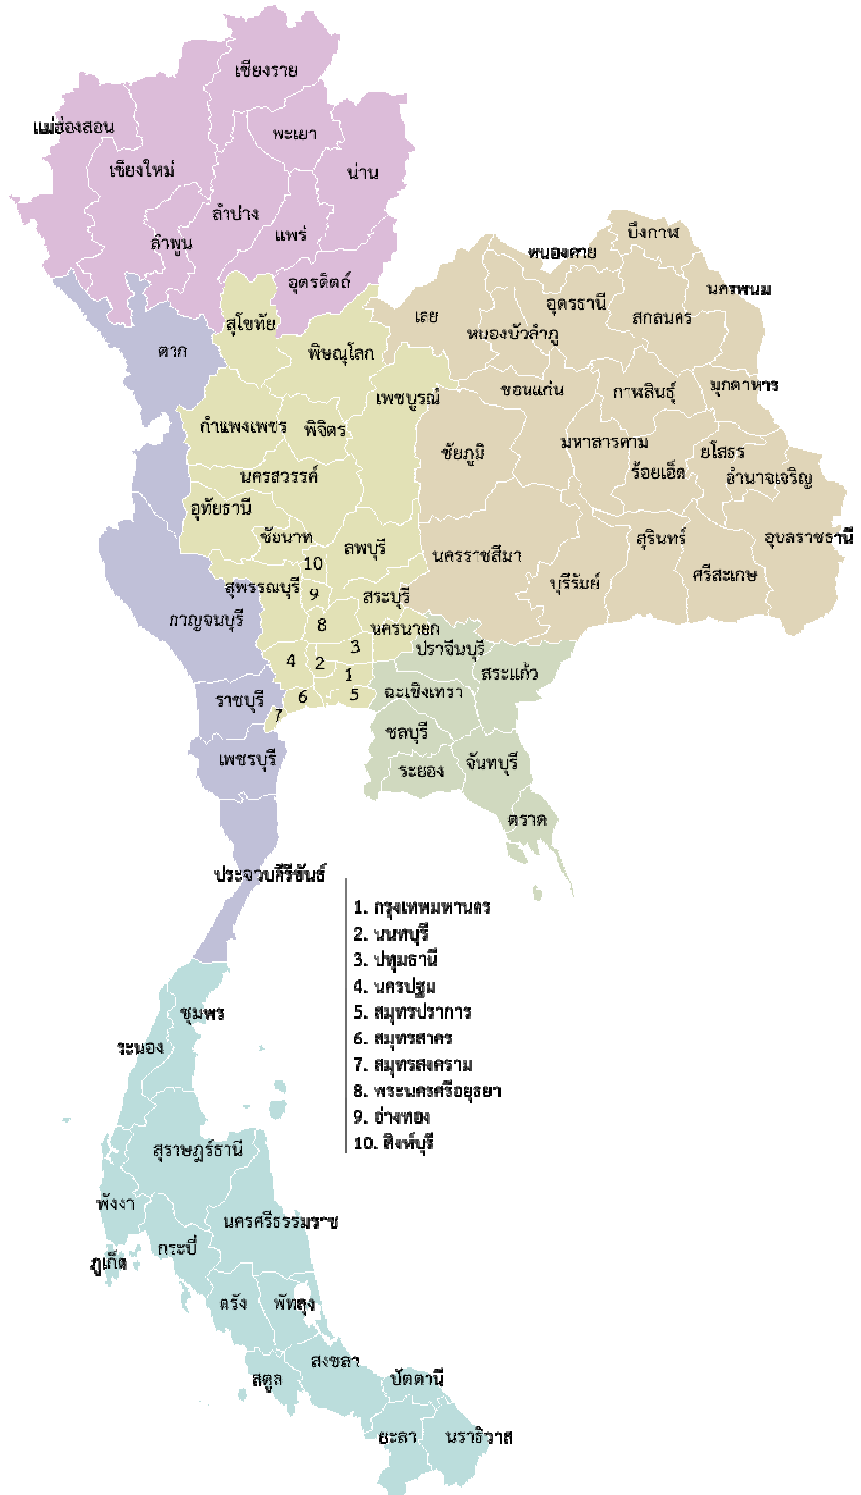 เชียงราย
แม่ฮ่องสอน
พะเยา
เชียงใหม่
น่าน
ลำปาง
แพร่
ลำพูน
อุตรดิตถ์
บึงกาฬ
หนองคาย
นครพนม
อุดรธานี
เลย
สกลนคร
สุโขทัย
หนองบัวลำภู
ตาก
พิษณุโลก
เพชบูรณ์
ขอนแก่น
กาฬสินธุ์
มุกดาหาร
กำแพงเพชร
พิจิตร
ชัยภูมิ
มหาสารคาม
ร้อยเอ็ด
ยโสธร
อำนาจเจริญ
นครสวรรค์
อุทัยธานี
ชัยนาท
ลพบุรี
นครราชสีมา
สุรินทร์
อุบลราชธานี
10
สุพรรณบุรี
9
สระบุรี
บุรีรัมย์
ศรีสะเกษ
กาญจนบุรี
8
นครนายก
3
ปราจีนบุรี
4
2
1
สระแก้ว
ราชบุรี
6
5
ฉะเชิงเทรา
7
ชลบุรี
เพชรบุรี
ระยอง
จันทบุรี
ตราด
ประจวบคีรีขันธ์
1. กรุงเทพมหานคร
2. นนทบุรี
3. ปทุมธานี
4. นครปฐม
5. สมุทรปราการ
6. สมุทรสาคร
7. สมุทรสงคราม
8. พระนครศรีอยุธยา
9. อ่างทอง
10. สิงห์บุรี
ชุมพร
ระนอง
สุราษฎร์ธานี
พังงา
นครศรีธรรมราช
กระบี่
ภูเก็ต
ตรัง
พัทลุง
สงขลา
สตูล
ปัตตานี
ยะลา
นราธิวาส